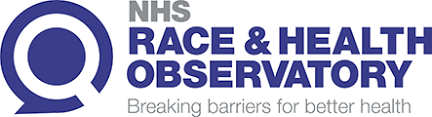 NHS
RACE & HEALTH
OBSERVATORY
Breaking barriers for better health